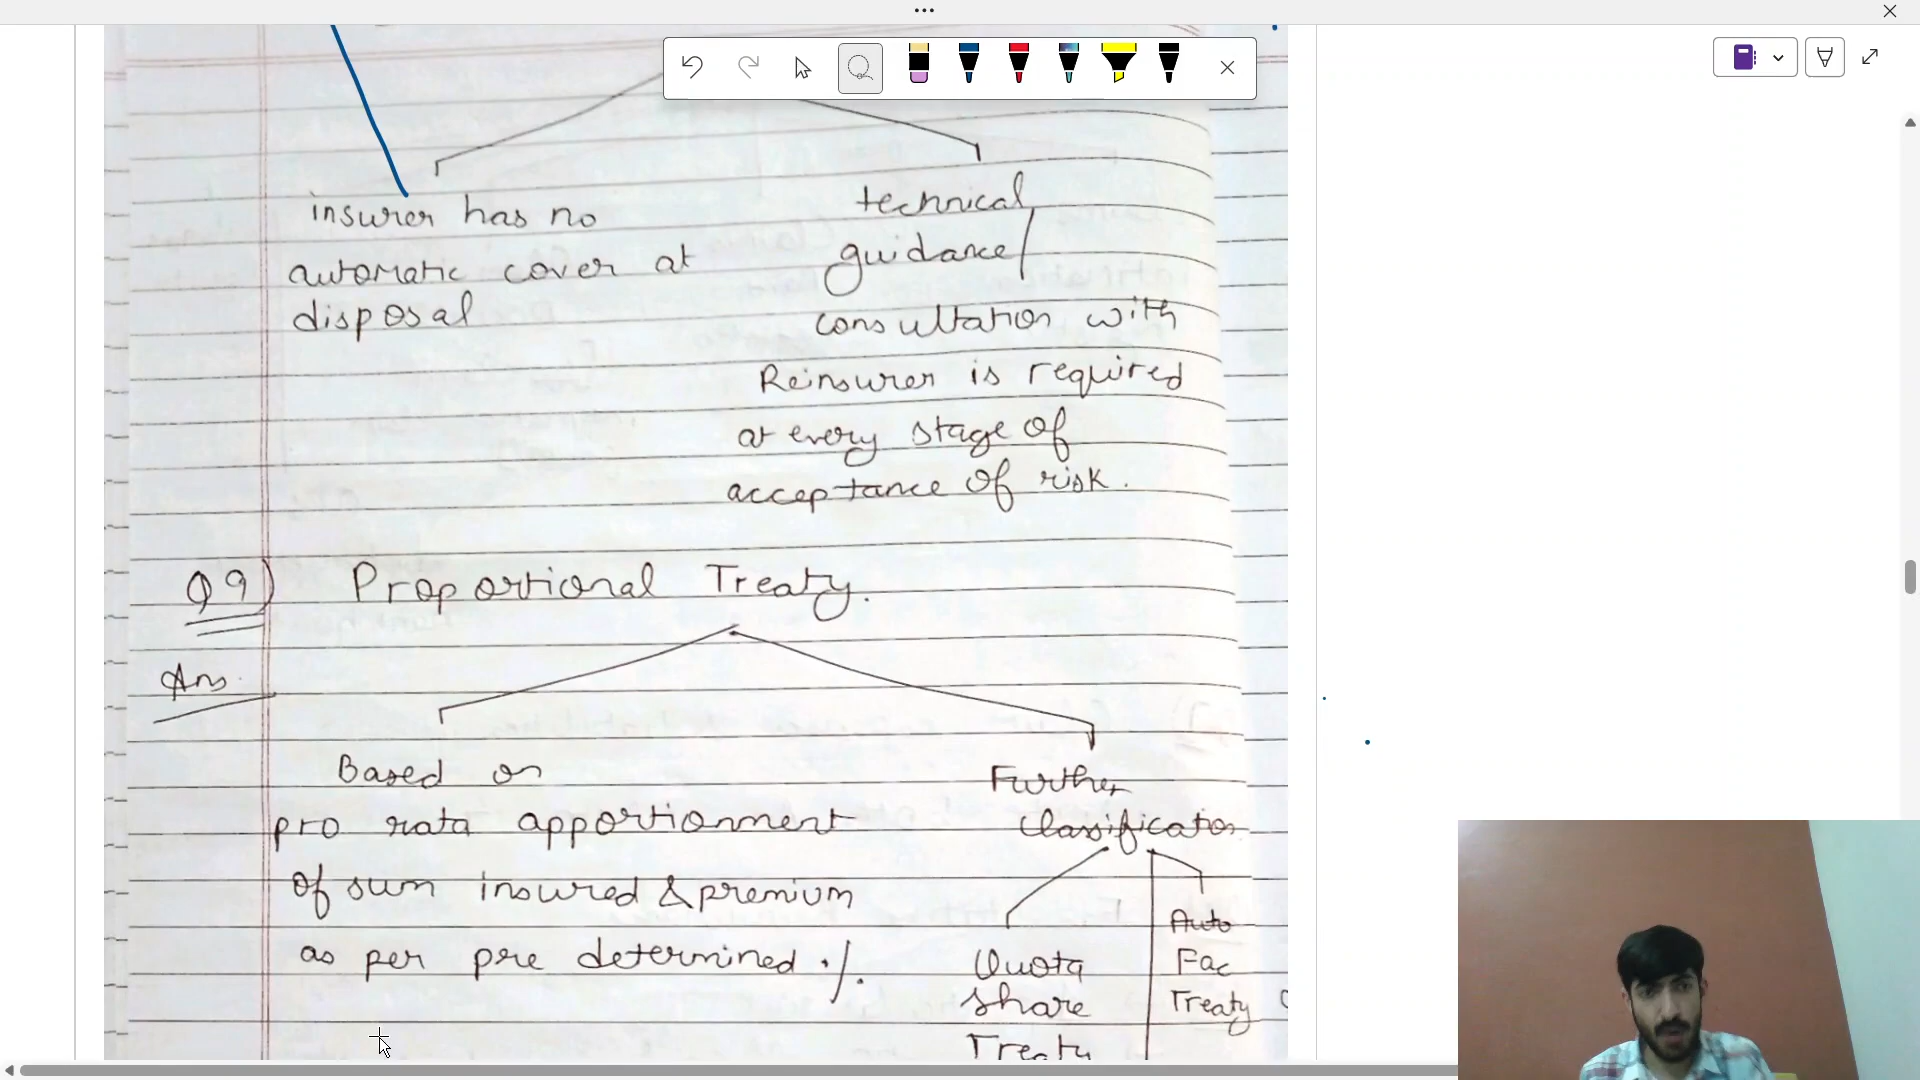 insurer has no
automatic cover at
disposal
technical
guidance/
consultation with
Reinsurer is required
at every stage of
acceptance of risk.
Q9) Proportional Treaty.
Ans.
Based on
pro rata apportionment
of sum insured & premium
as per pre determined %.
Further
Classification
Quota
Share
Treaty
Auto
Fac
Treaty